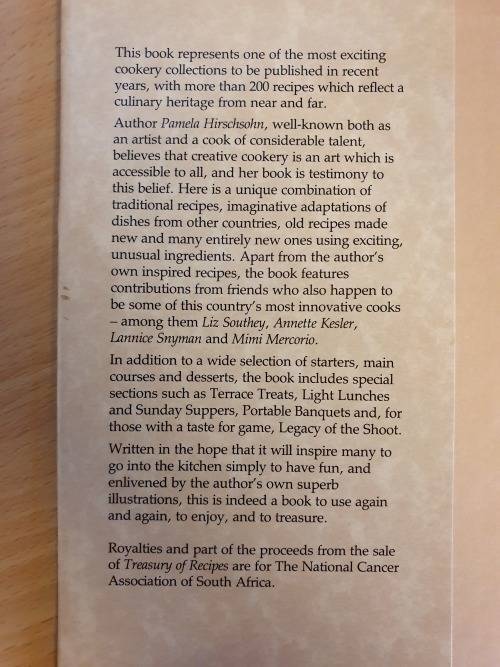 This book represents one of the most exciting
cookery collections to be published in recent
years, with more than 200 recipes which reflect a
culinary heritage from near and far.
Author Pamela Hirschsohn, well-known both as
an artist and a cook of considerable talent,
believes that creative cookery is an art which is
accessible to all, and her book is testimony to
this belief. Here is a unique combination of
traditional recipes, imaginative adaptations of
dishes from other countries, old recipes made
new and many entirely new ones using exciting,
unusual ingredients. Apart from the author's
own inspired recipes, the book features
contributions from friends who also happen to
be some of this country's most innovative cooks
– among them Liz Southey, Annette Kesler,
Lannice Snyman and Mimi Mercorio.
In addition to a wide selection of starters, main
courses and desserts, the book includes special
sections such as Terrace Treats, Light Lunches
and Sunday Suppers, Portable Banquets and, for
those with a taste for game, Legacy of the Shoot.
Written in the hope that it will inspire many to
go into the kitchen simply to have fun, and
enlivened by the author's own superb
illustrations, this is indeed a book to use again
and again, to enjoy, and to treasure.
Royalties and part of the proceeds from the sale
of Treasury of Recipes are for The National Cancer
Association of South Africa.